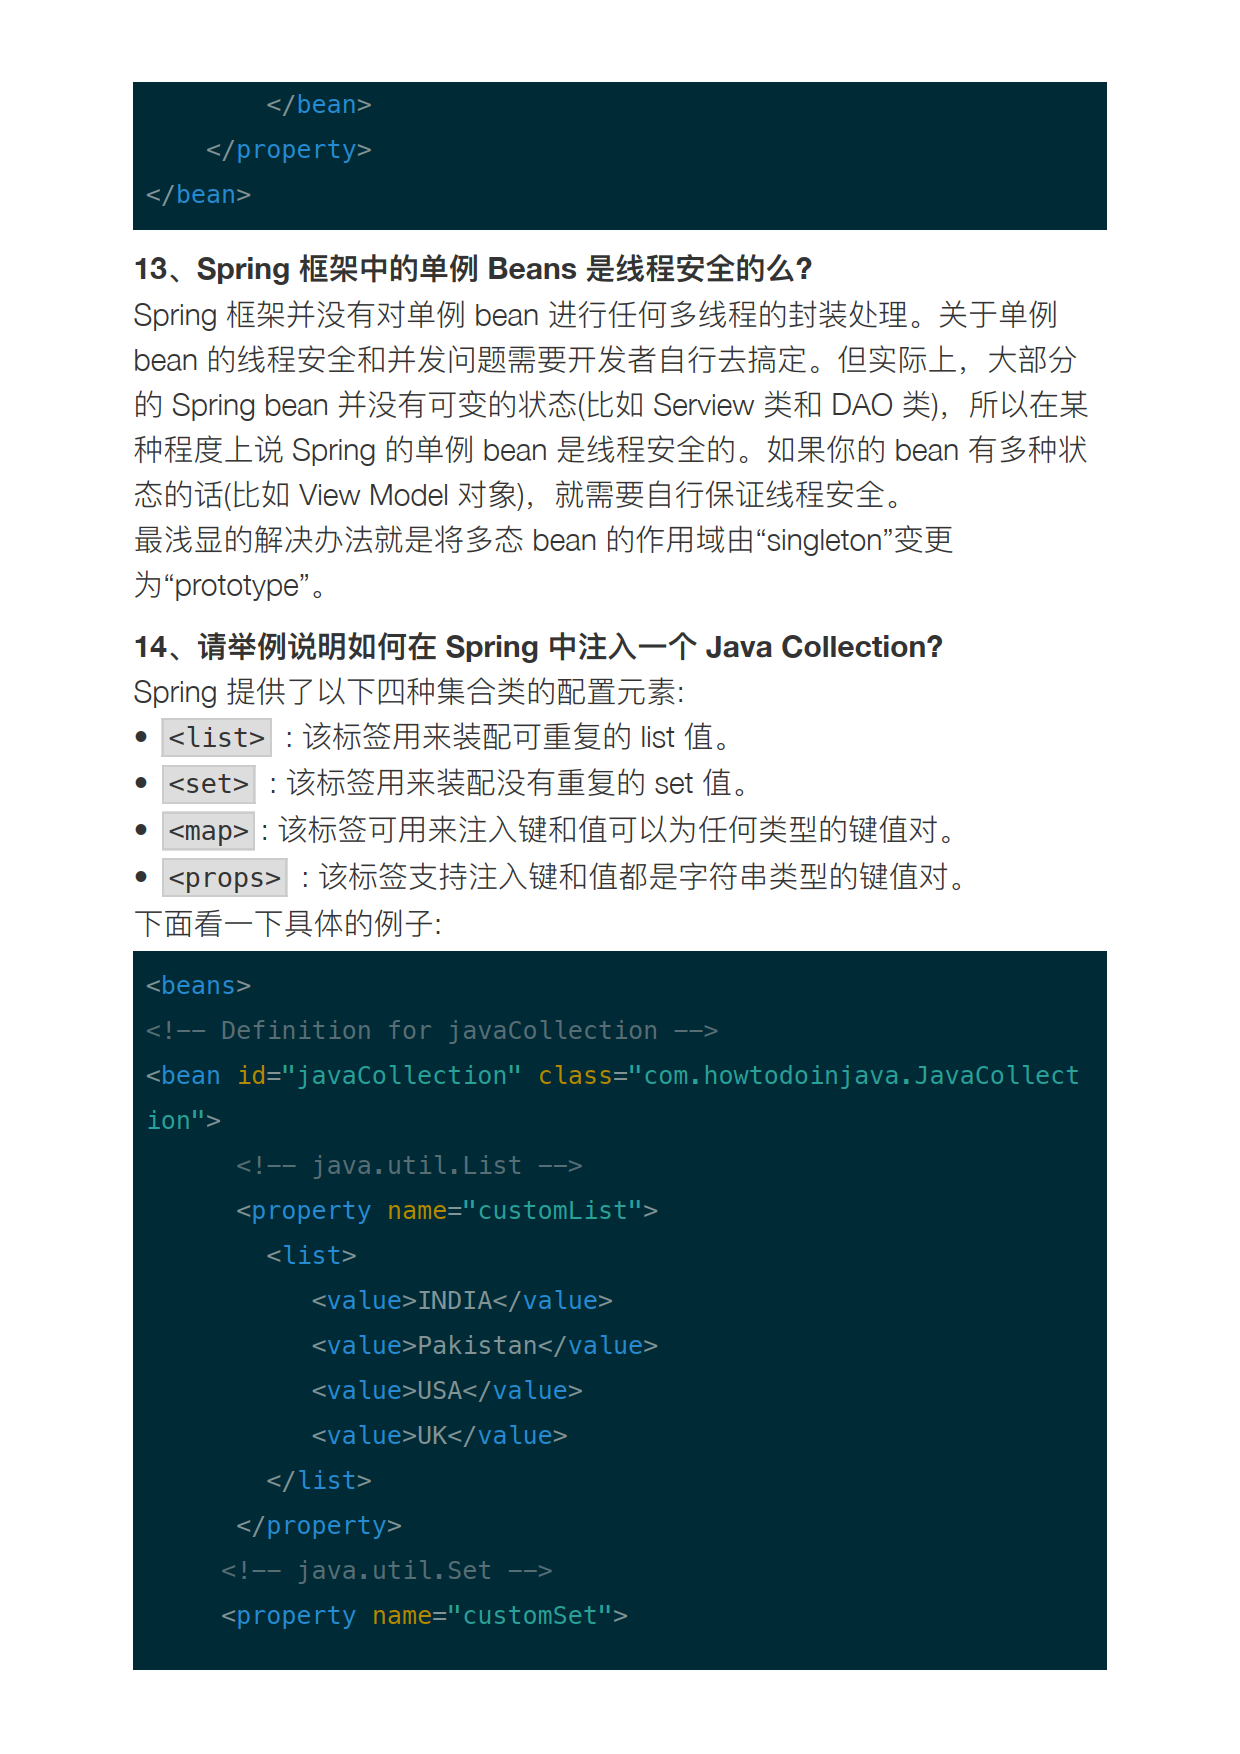 </bean>
</property>
</bean>
13、Spring 框架中的单例 Beans 是线程安全的么?
Spring 框架并没有对单例 bean 进行任何多线程的封装处理。关于单例
bean 的线程安全和并发问题需要开发者自行去搞定。但实际上，大部分
的 Spring bean 并没有可变的状态(比如 Serview 类和 DAO 类)，所以在某
种程度上说 Spring 的单例 bean 是线程安全的。如果你的 bean 有多种状
态的话(比如 View Model 对象)，就需要自行保证线程安全。
最浅显的解决办法就是将多态 bean 的作用域由“singleton”变更
为“prototype”。
14、请举例说明如何在 Spring 中注入一个 Java Collection?
Spring 提供了以下四种集合类的配置元素:
• <list> : 该标签用来装配可重复的 list 值。
• <set> : 该标签用来装配没有重复的 set 值。
• <map> : 该标签可用来注入键和值可以为任何类型的键值对。
• <props> : 该标签支持注入键和值都是字符串类型的键值对。
下面看一下具体的例子:
<beans>
<!-- Definition for javaCollection -->
<bean id="javaCollection" class="com.howtodoinjava.JavaCollect
ion">
<!-- java.util.List -->
<property name="customList">
<list>
<value>INDIA</value>
<value>Pakistan</value>
<value>USA</value>
<value>UK</value>
</list>
</property>
<!-- java.util.Set -->
<property name="customSet">